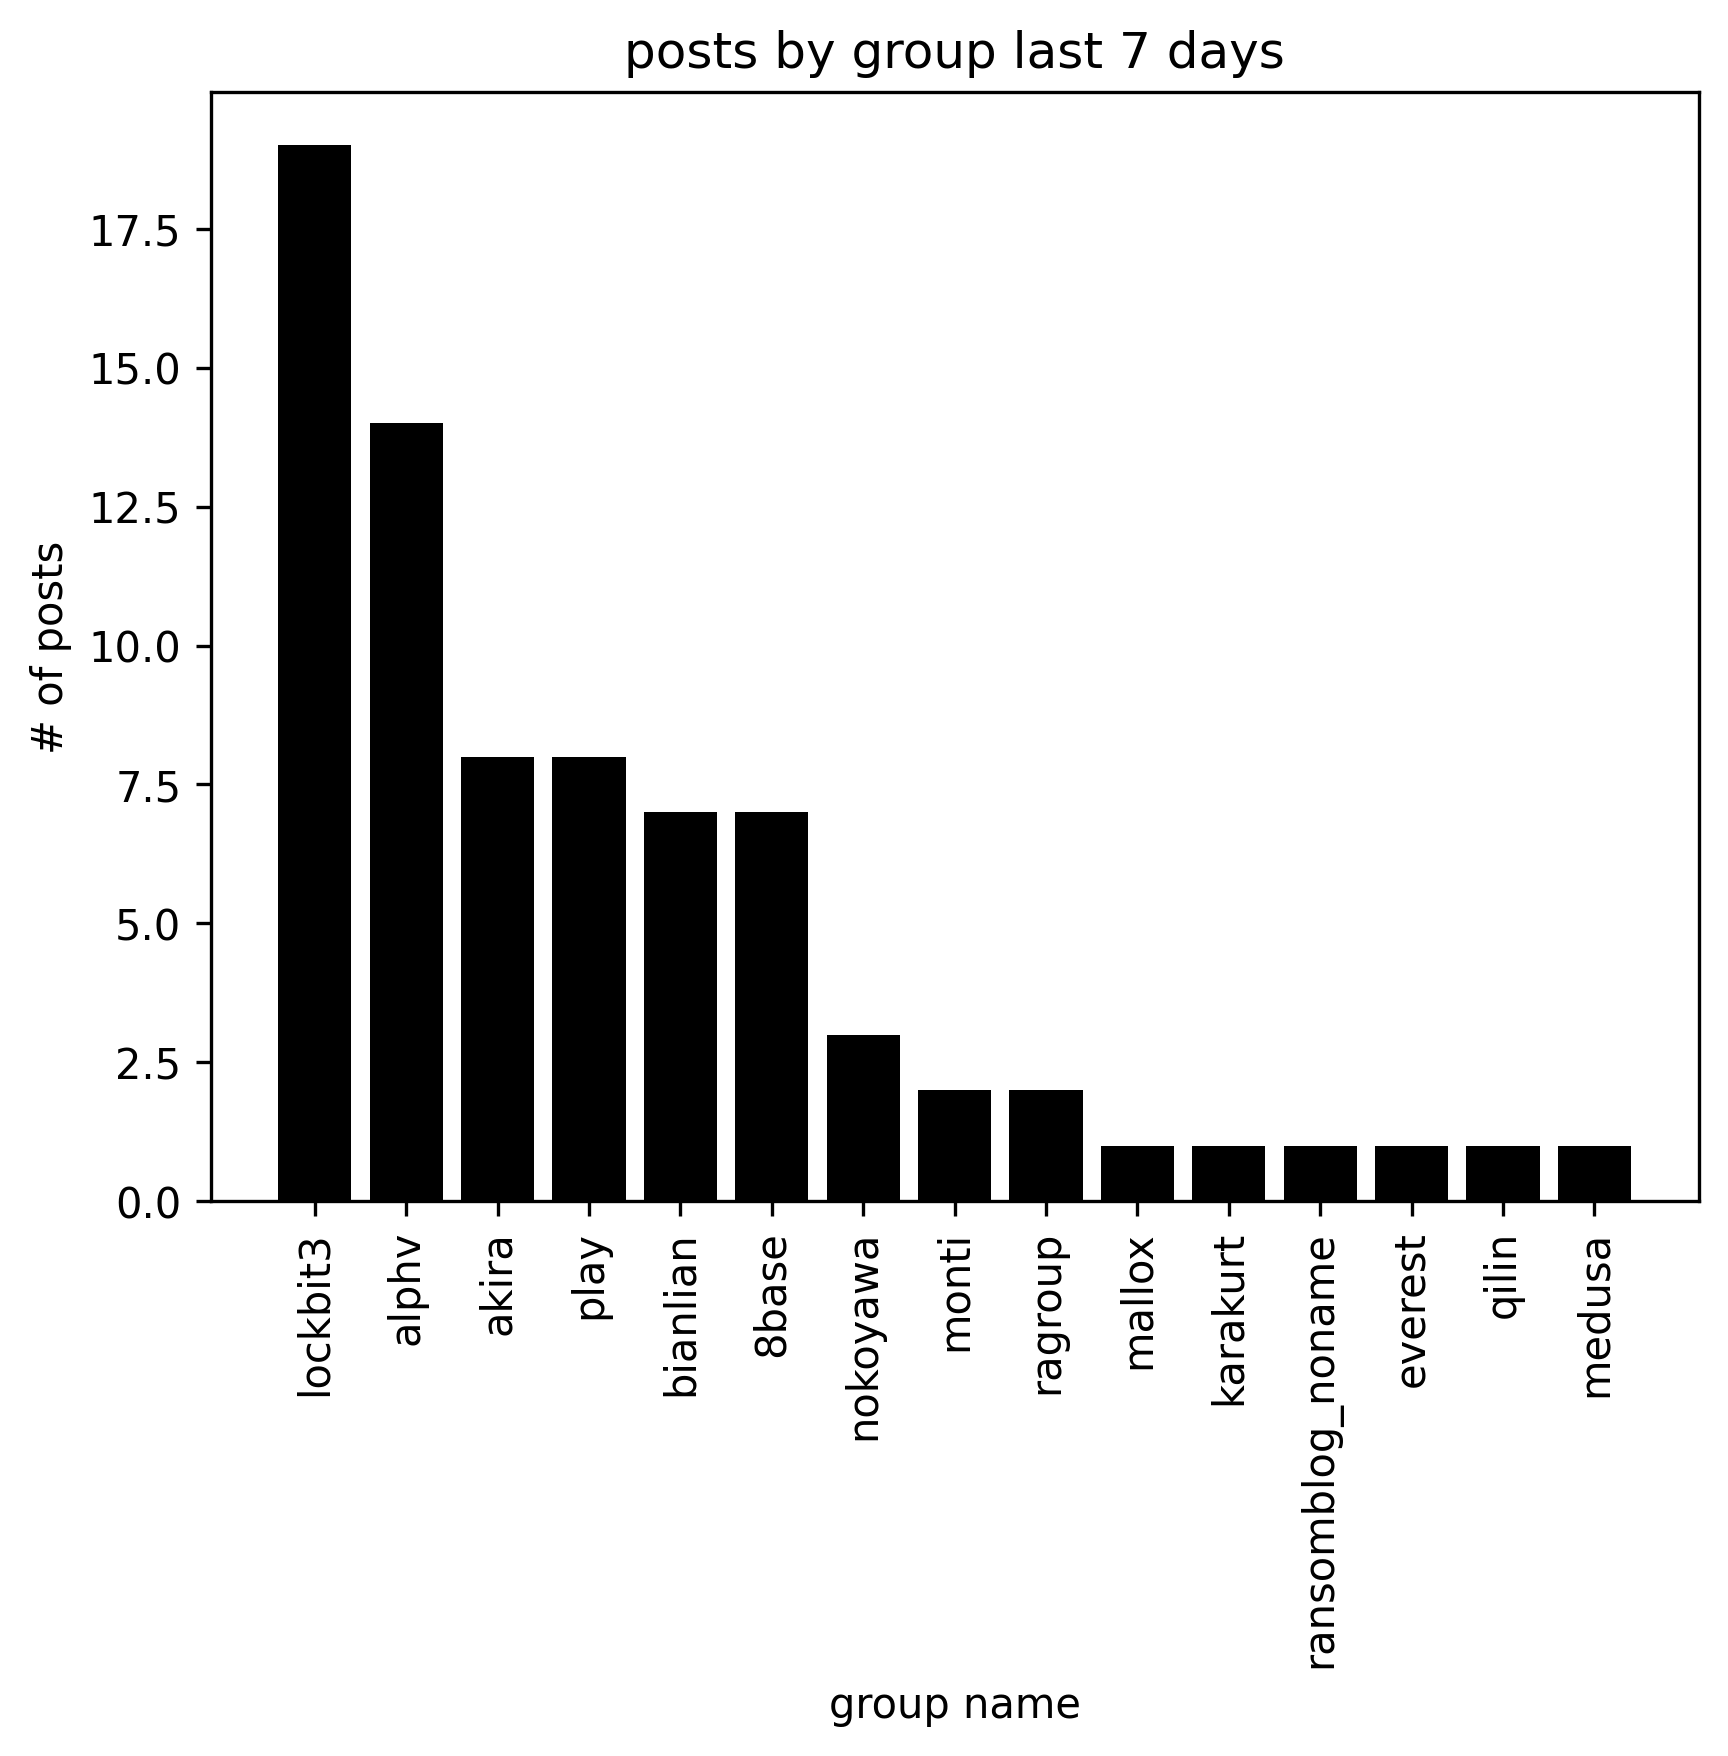 posts by group last 7 days
# of posts
17.5
15.0
12.5
10.0
7.5
5.0
2.5
0.0
lockbit3
alphv
akira
play
bianlian
8base
nokoyawa
monti
ragroup
mallox
karakurt
ransomblog_noname
everest
qilin
medusa
group name